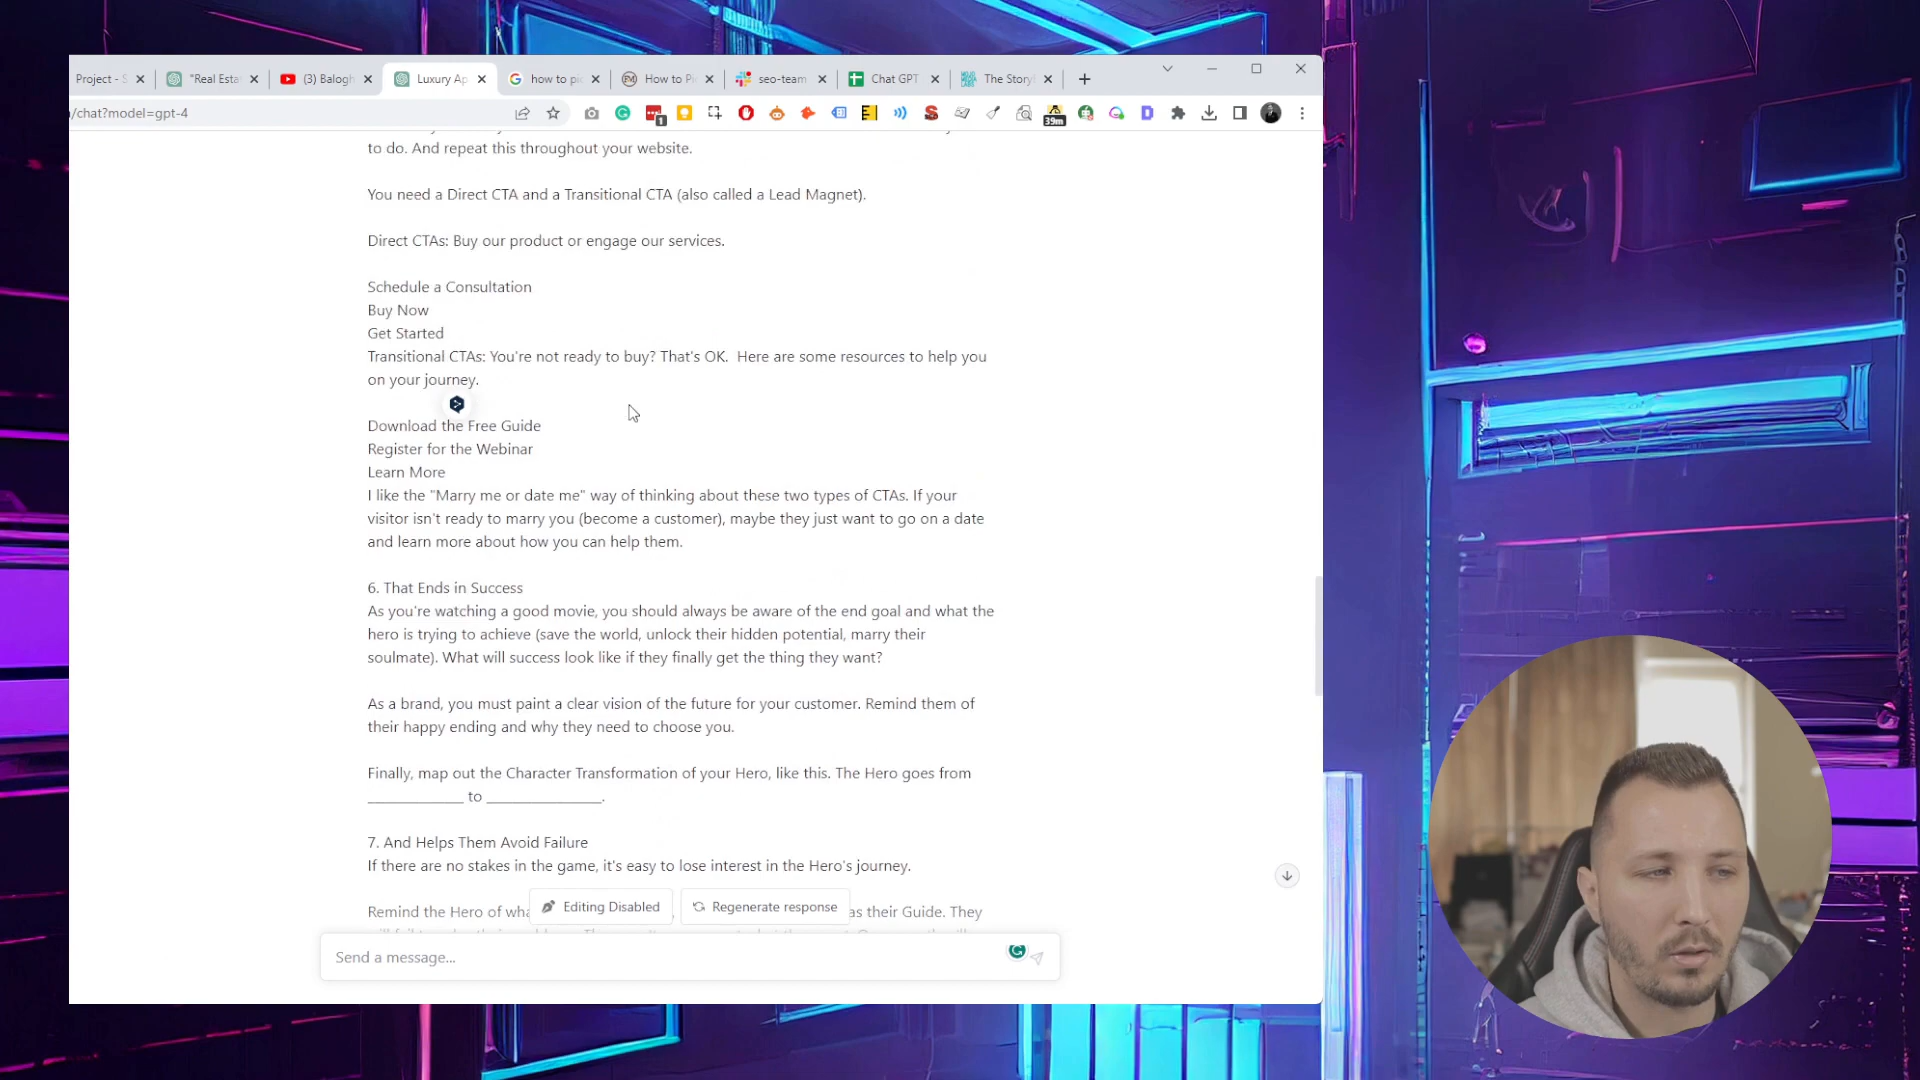 Project - S
"Real Esta
(3) Balogh
Luxury Ap
how to pic
How to Pi
seo-team
Chat GPT
The Story
/chat?model=gpt-4
1
39m
to do. And repeat this throughout your website.
You need a Direct CTA and a Transitional CTA (also called a Lead Magnet).
Direct CTAs: Buy our product or engage our services.
Schedule a Consultation
Buy Now
Get Started
Transitional CTAs: You're not ready to buy? That's OK.  Here are some resources to help you
on your journey.
Download the Free Guide
Register for the Webinar
Learn More
I like the "Marry me or date me" way of thinking about these two types of CTAs. If your
visitor isn't ready to marry you (become a customer), maybe they just want to go on a date
and learn more about how you can help them.
6. That Ends in Success
As you're watching a good movie, you should always be aware of the end goal and what the
hero is trying to achieve (save the world, unlock their hidden potential, marry their
soulmate). What will success look like if they finally get the thing they want?
As a brand, you must paint a clear vision of the future for your customer. Remind them of
their happy ending and why they need to choose you.
Finally, map out the Character Transformation of your Hero, like this. The Hero goes from
_____________ to ________________.
7. And Helps Them Avoid Failure
If there are no stakes in the game, it's easy to lose interest in the Hero's journey.
Remind the Hero of wha
as their Guide. They
Editing Disabled
Regenerate response
Send a message...